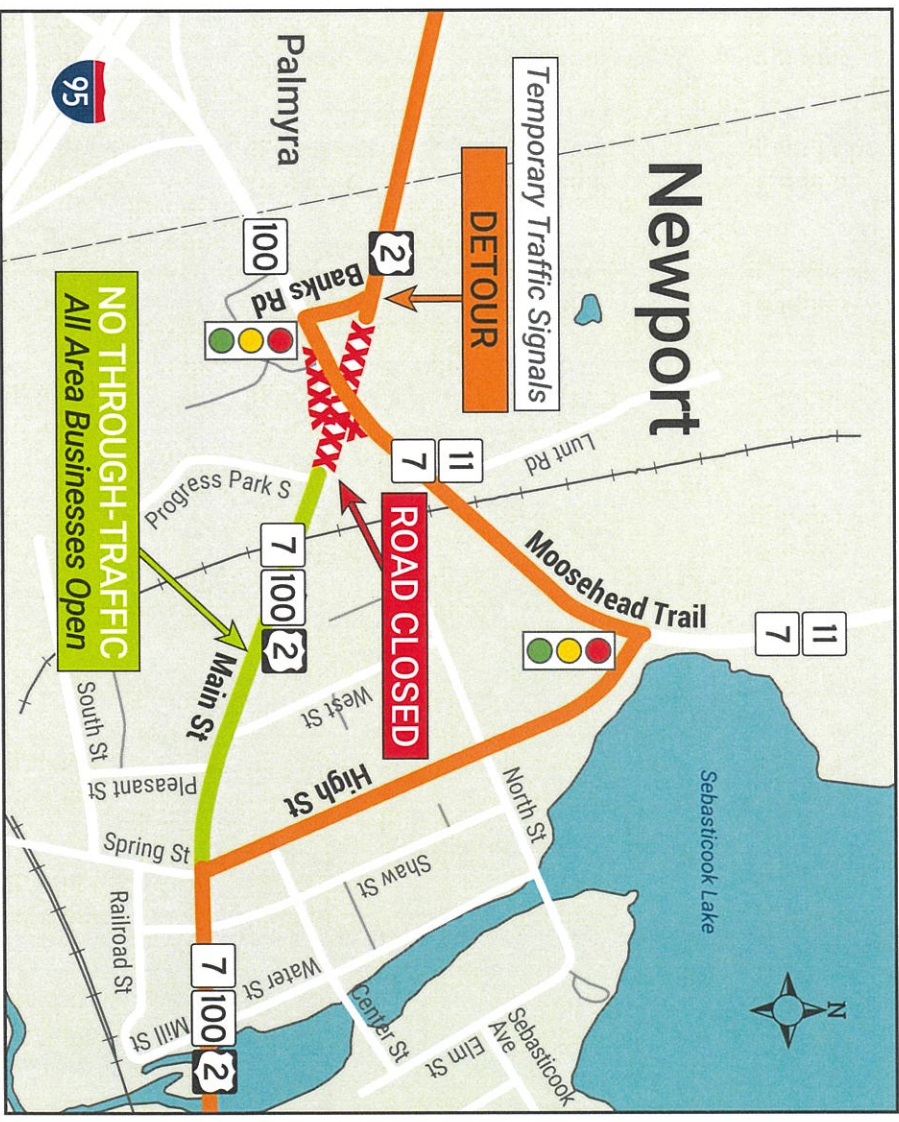 Newport
Temporary Traffic Signals
DETOUR
Palmyra
95
2
100
Banks Rd
11
7
Lunt Rd
Moosehead Trail
11
7
ROAD CLOSED
Progress Park S
7 100 2
NO THROUGH-TRAFFIC
All Area Businesses Open
Main St
West St
High St
North St
South St
Pleasant St
Spring St
Shaw St
Railroad St
Water St
Mill St
Center St
Elm St
Sebasticook
Ave
7 100 2
Sebasticook Lake
N